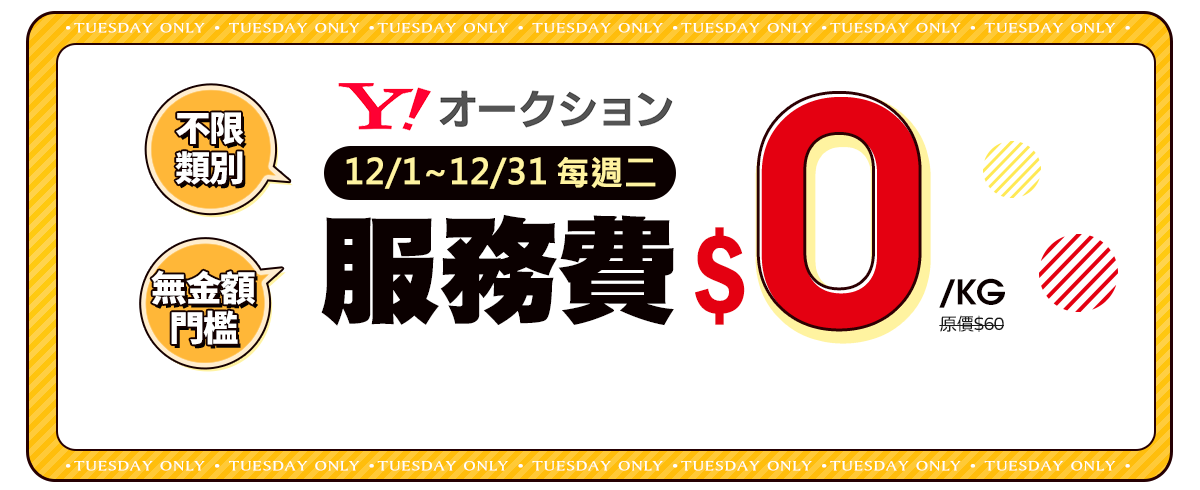 •TUESDAY ONLY • TUESDAY ONLY •TUESDAY ONLY • TUESDAY ONLY •TUESDAY ONLY •TUESDAY ONLY • TUESDAY ONLY •
不限
類別
Y! オークション
12/1~12/31 每週二
服務費 $0 /KG
原價$60
無金額
門檻
•TUESDAY ONLY • TUESDAY ONLY •TUESDAY ONLY • TUESDAY ONLY •TUESDAY ONLY •TUESDAY ONLY • TUESDAY ONLY •